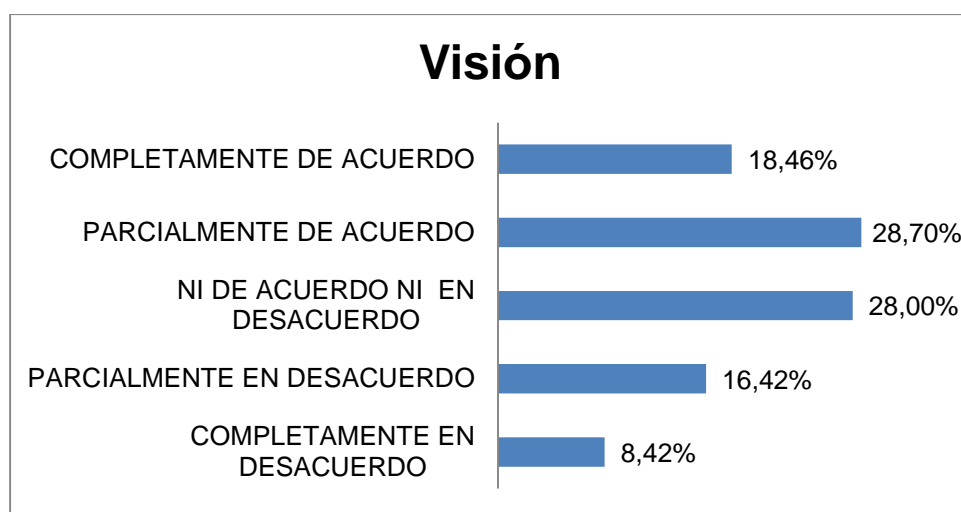 Visión
COMPLETAMENTE DE ACUERDO
18,46%
PARCIALMENTE DE ACUERDO
28,70%
NI DE ACUERDO NI  EN
DESACUERDO
28,00%
PARCIALMENTE EN DESACUERDO
16,42%
COMPLETAMENTE EN
DESACUERDO
8,42%